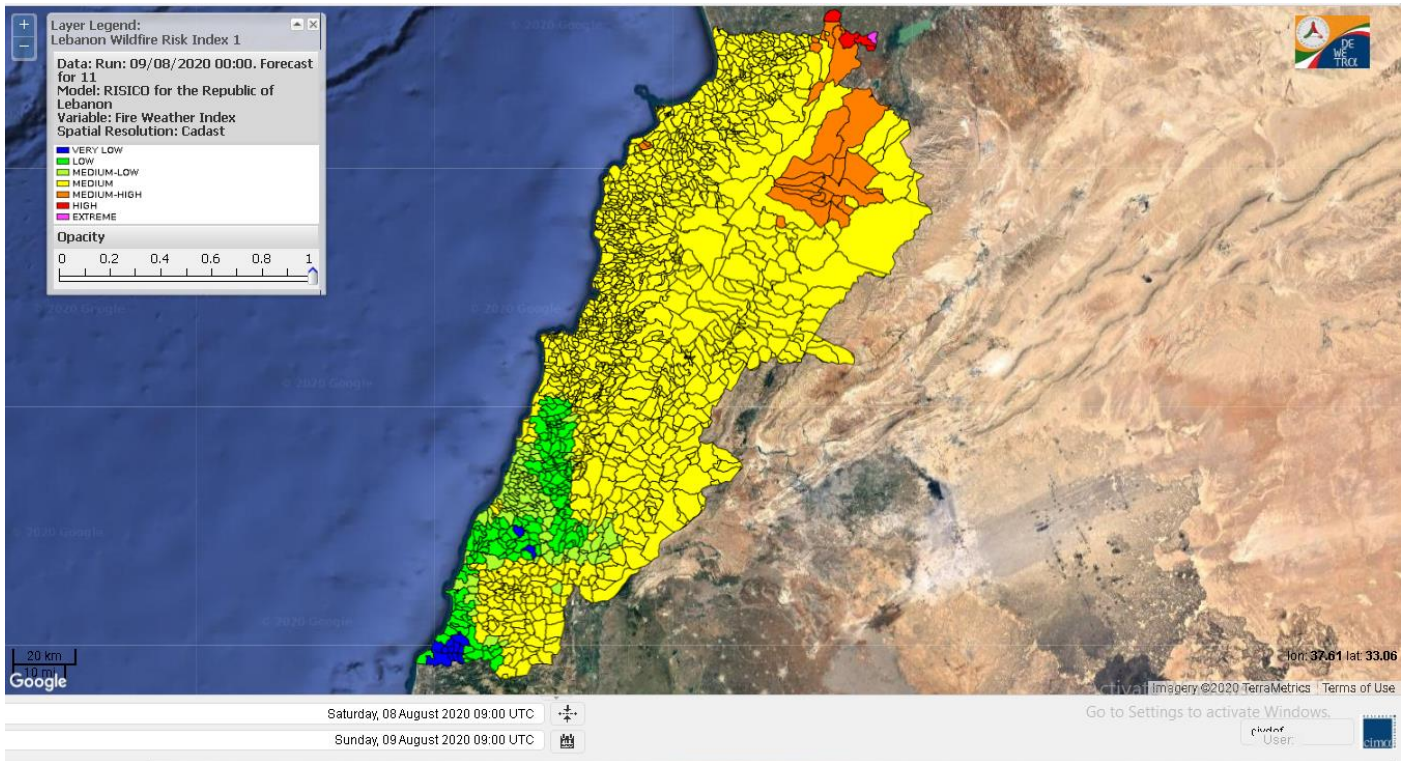 +
−
Layer Legend:
Lebanon Wildfire Risk Index 1
Data: Run: 09/08/2020 00:00. Forecast
for 11
Model: RISICO for the Republic of
Lebanon
Variable: Fire Weather Index
Spatial Resolution: Cadast
VERY LOW
LOW
MEDIUM-LOW
MEDIUM
MEDIUM-HIGH
HIGH
EXTREME
Opacity
0 0.2 0.4 0.6 0.8 1
DE
WE
TRα
© 2020 Google
© 2020 Google
© 2020 Google
© 2020 Google
© 2020 Google
© 2020 Google
20 km
10 mi
Google
lon: 37.61 lat: 33.06
Imagery ©2020 TerraMetrics
Terms of Use
Go to Settings to activate Windows.
Saturday, 08 August 2020 09:00 UTC
Sunday, 09 August 2020 09:00 UTC
User:
cima